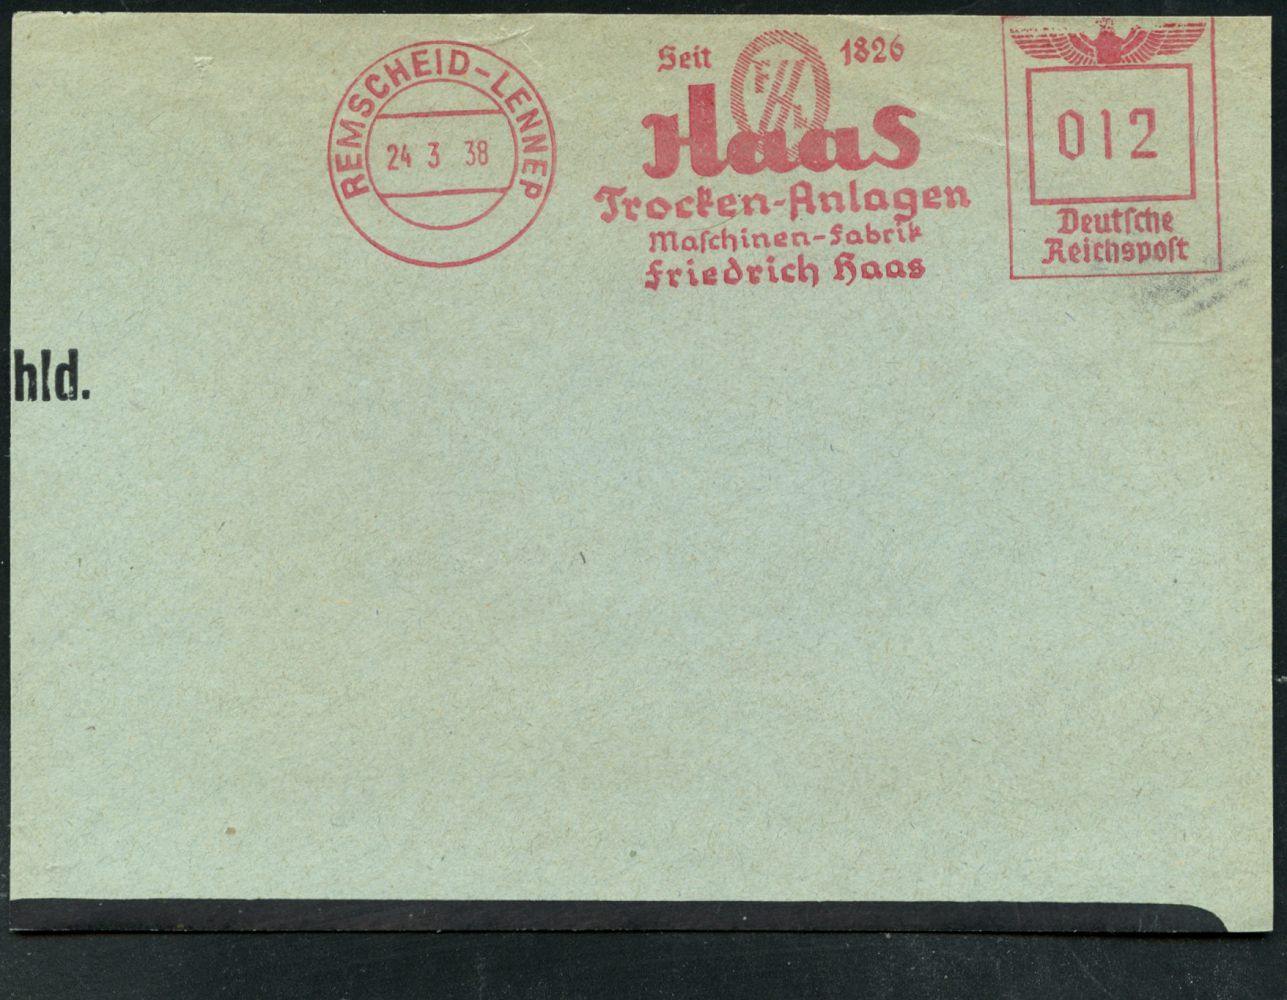 REMSCHEID-LENNEP
24 3 38
Seit 1826
FH
Haas
Trocken-Anlagen
Maſchinen-Fabrik
Friedrich Haas
012
Deutſche
Reichspoſt
hld.